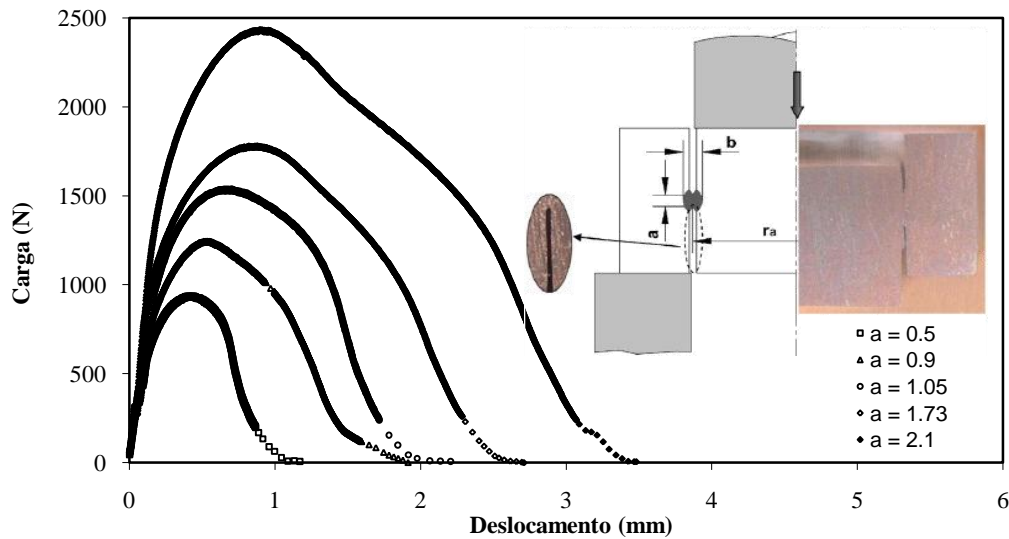 2500
2000
1500
1000
500
0
Carga (N)
0 1 2 3 4 5 6
Deslocamento (mm)
b
a
ra
a = 0.5
a = 0.9
a = 1.05
a = 1.73
a = 2.1